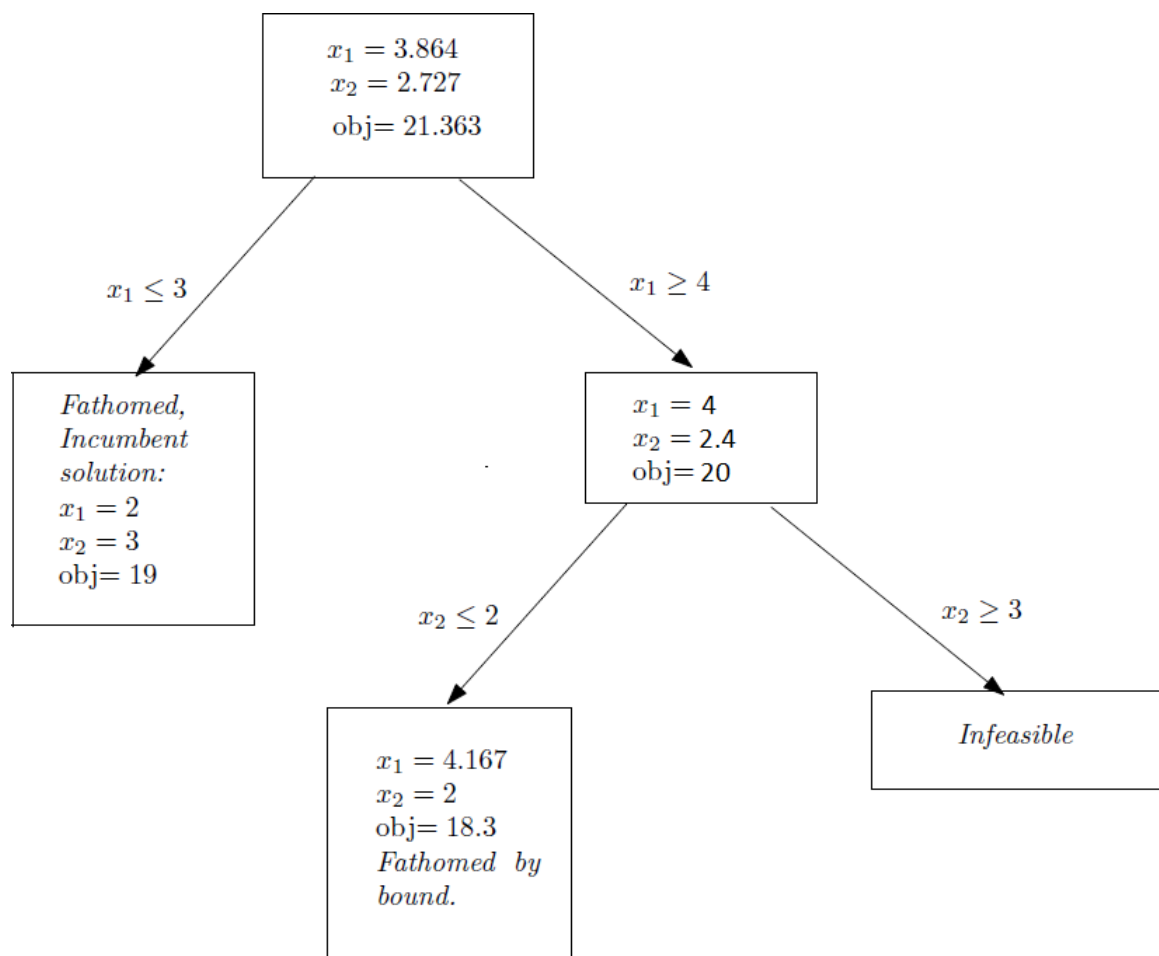 x₁ = 3.864
x₂ = 2.727
obj= 21.363
x₁ ≤ 3
x₁ ≥ 4
Fathomed,
Incumbent
solution:
x₁ = 2
x₂ = 3
obj= 19
x₁ = 4
x₂ = 2.4
obj= 20
x₂ ≤ 2
x₂ ≥ 3
x₁ = 4.167
x₂ = 2
obj= 18.3
Fathomed by
bound.
Infeasible